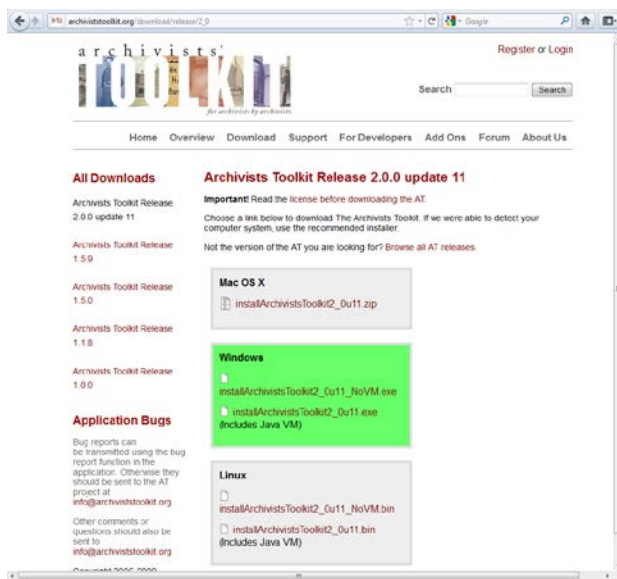 archiviststoolkit.org/download/release/2_0
Google
archivists'
TOOLKIT
for archivists by archivists
Register or Login
Search
Search
Home Overview Download Support For Developers Add Ons Forum About Us
All Downloads
Archivists Toolkit Release
2.0.0 update 11
Archivists Toolkit Release
1.5.9
Archivists Toolkit Release
1.5.0
Archivists Toolkit Release
1.1.8
Archivists Toolkit Release
1.0.0
Application Bugs
Bug reports can
be transmitted using the bug
report function in the
application. Otherwise they
should be sent to the AT
project at
info@archiviststoolkit.org
Other comments or
questions should also be
sent to
info@archiviststoolkit.org
Archivists Toolkit Release 2.0.0 update 11
Important! Read the license before downloading the AT.
Choose a link below to download The Archivists Toolkit. If we were able to detect your
computer system, use the recommended installer.
Not the version of the AT you are looking for? Browse all AT releases.
Mac OS X
installArchivistsToolkit2_0u11.zip
Windows
installArchivistsToolkit2_0u11_NoVM.exe
installArchivistsToolkit2_0u11.exe
(Includes Java VM)
Linux
installArchivistsToolkit2_0u11_NoVM.bin
installArchivistsToolkit2_0u11.bin
(Includes Java VM)